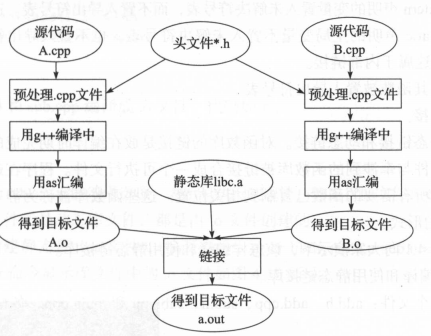 源代码
A.cpp
头文件*.h
源代码
B.cpp
预处理.cpp文件
预处理.cpp文件
用g++编译中
用g++编译中
用as汇编
静态库libc.a
用as汇编
得到目标文件
A.o
得到目标文件
B.o
链接
得到目标文件
a.out